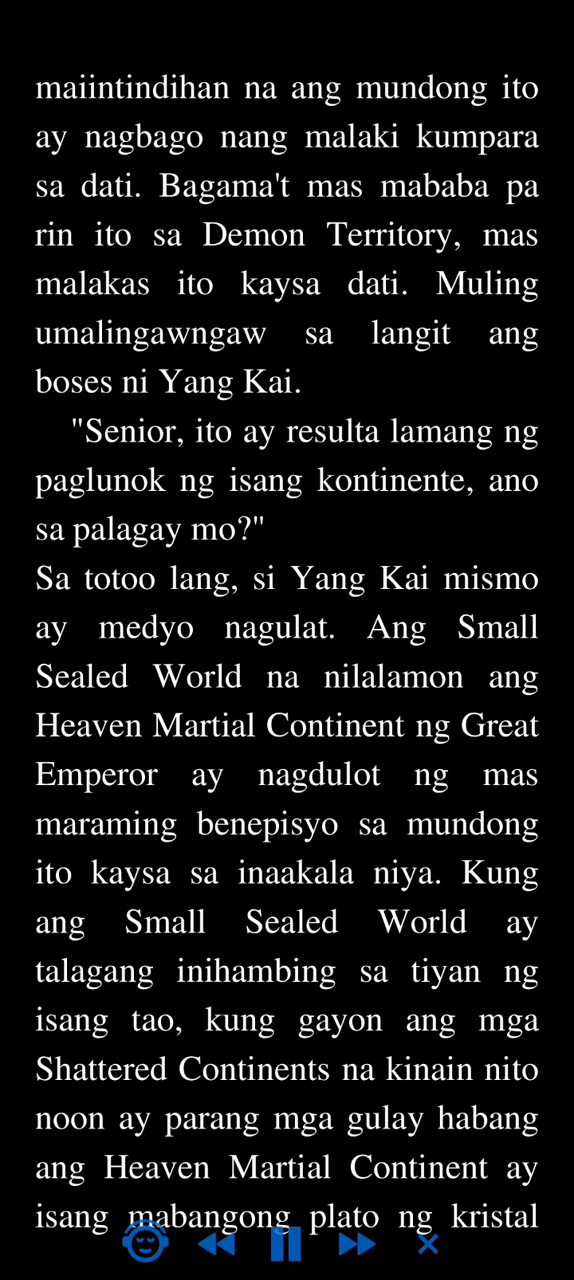 maiintindihan na ang mundong ito
ay nagbago nang malaki kumpara
sa dati. Bagama't mas mababa pa
rin ito sa Demon Territory, mas
malakas ito kaysa dati. Muling
umalingawngaw sa langit ang
boses ni Yang Kai.
"Senior, ito ay resulta lamang ng
paglunok ng isang kontinente, ano
sa palagay mo?"
Sa totoo lang, si Yang Kai mismo
ay medyo nagulat. Ang Small
Sealed World na nilalamon ang
Heaven Martial Continent ng Great
Emperor ay nagdulot ng mas
maraming benepisyo sa mundong
ito kaysa sa inaakala niya. Kung
ang Small Sealed World ay
talagang inihambing sa tiyan ng
isang tao, kung gayon ang mga
Shattered Continents na kinain nito
noon ay parang mga gulay habang
ang Heaven Martial Continent ay
isang mabangong plato ng kristal